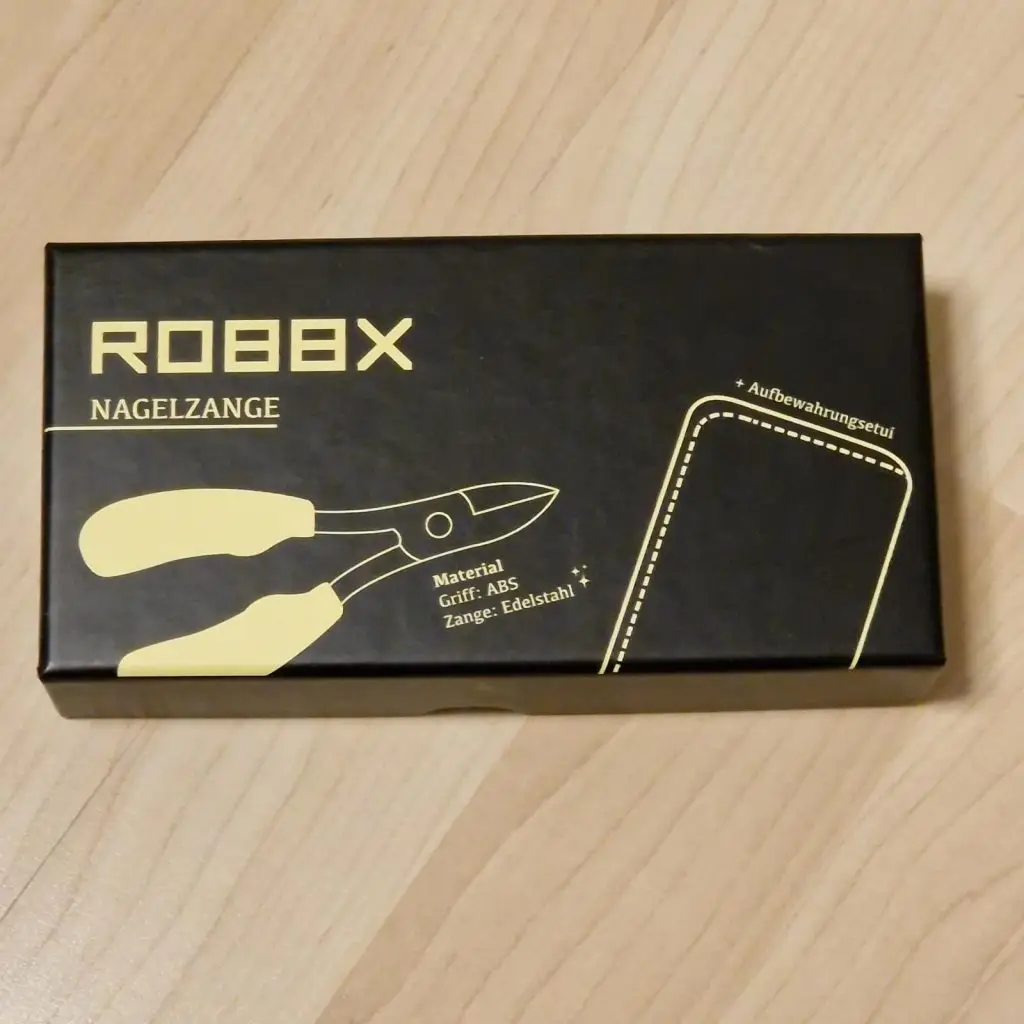 ROBBX
NAGELZANGE
+ Aufbewahrungsetui
Material
Griff: ABS
Zange: Edelstahl